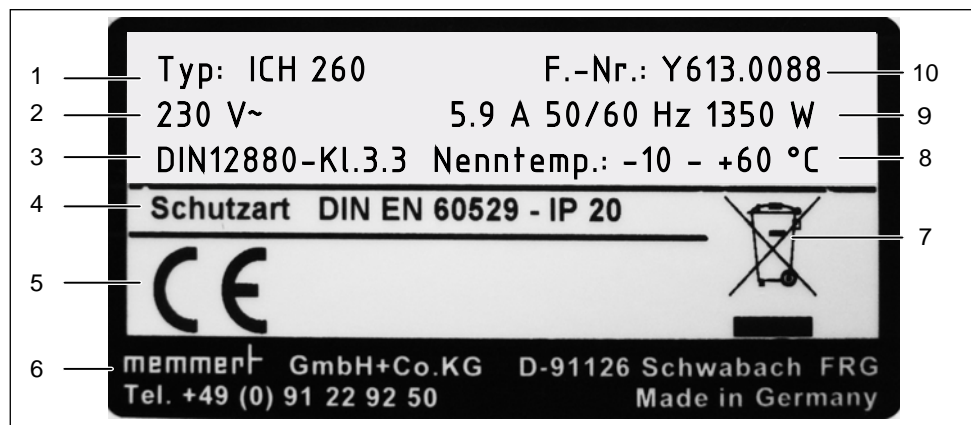 1 Typ: ICH 260 F.-Nr.: Y613.0088 10
2 230 V~ 5.9 A 50/60 Hz 1350 W 9
3 DIN12880-Kl.3.3 Nenntemp.: -10 - +60 °C 8
4 Schutzart DIN EN 60529 - IP 20
7
5 CE
6 memmert GmbH+Co.KG D-91126 Schwabach FRG
Tel. +49 (0) 91 22 92 50 Made in Germany